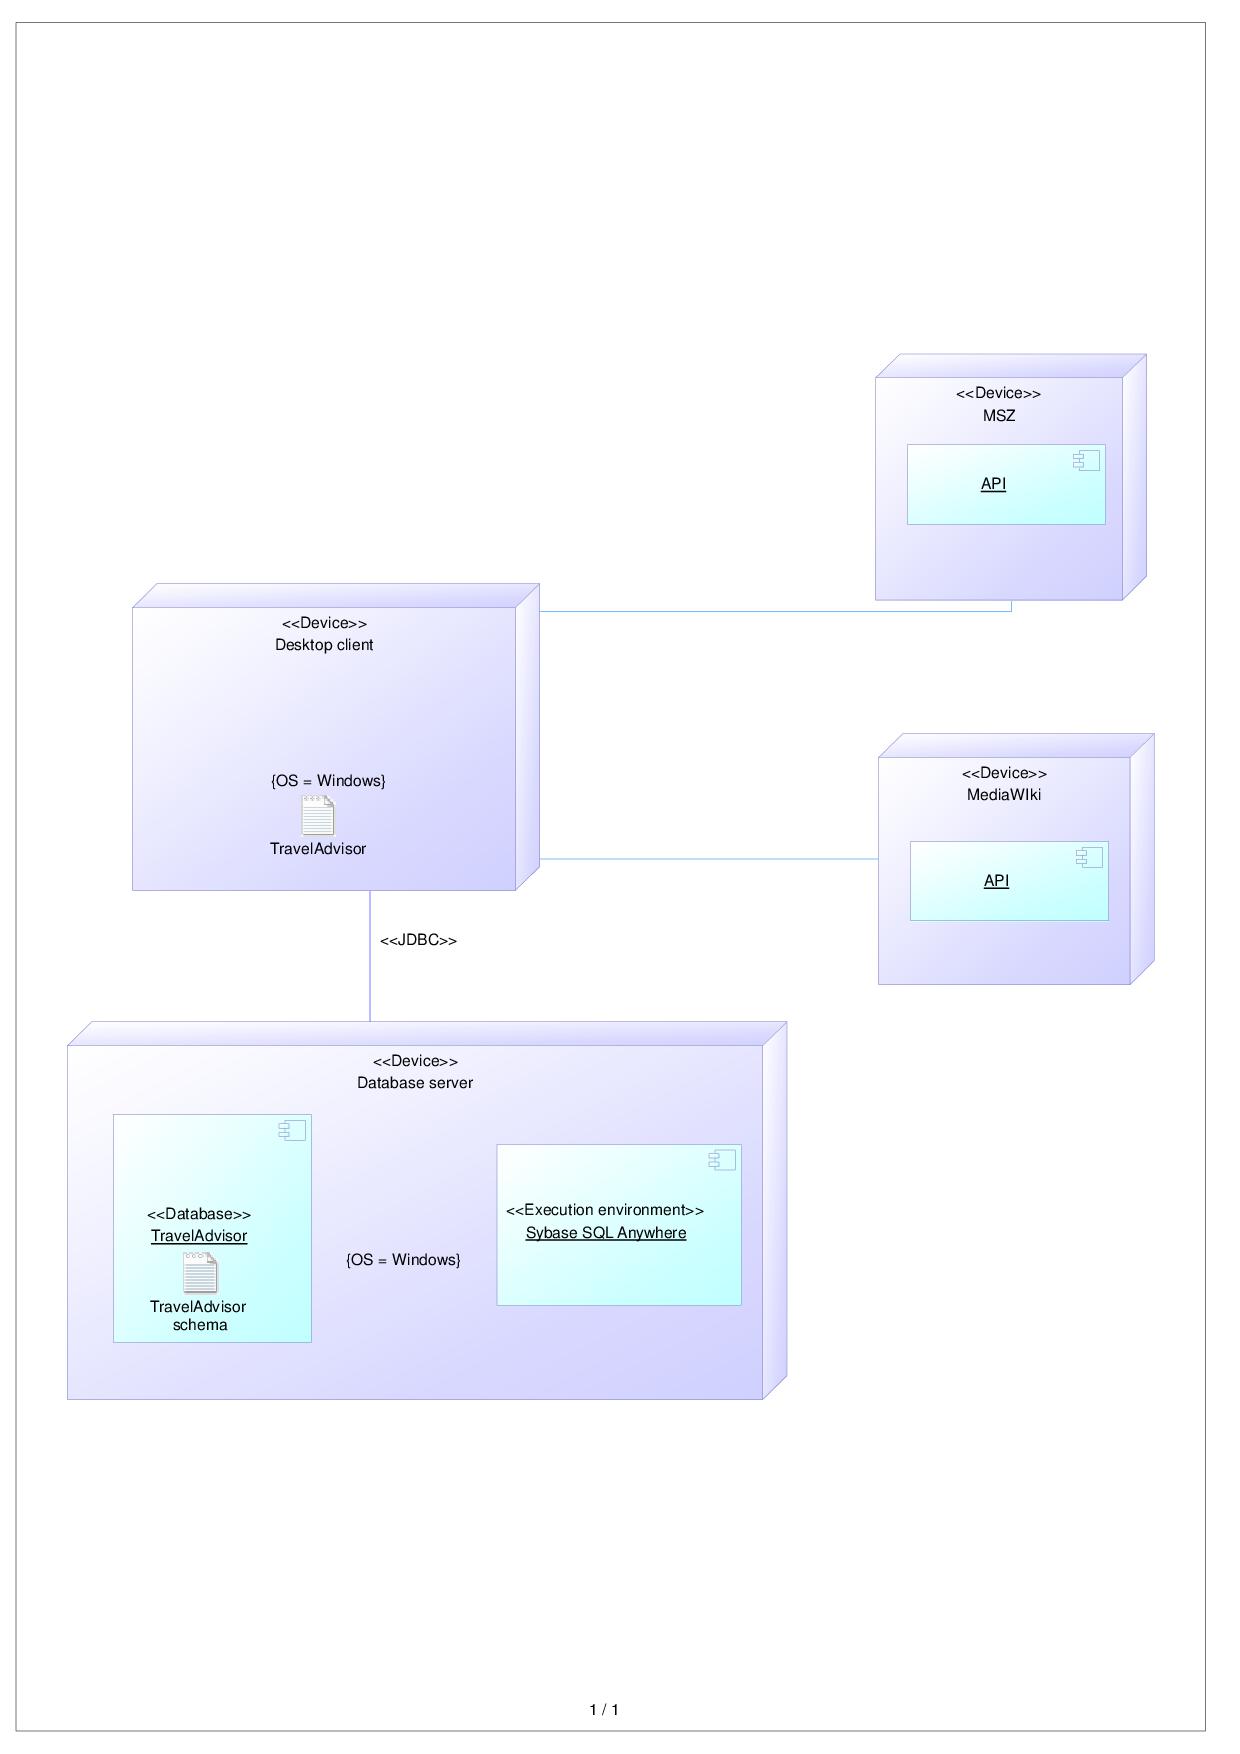 <<Device>>
MSZ
API
<<Device>>
Desktop client
{OS = Windows}
TravelAdvisor
<<Device>>
MediaWIki
API
<<JDBC>>
<<Device>>
Database server
<<Database>>
TravelAdvisor
TravelAdvisor
schema
{OS = Windows}
<<Execution environment>>
Sybase SQL Anywhere
1 / 1